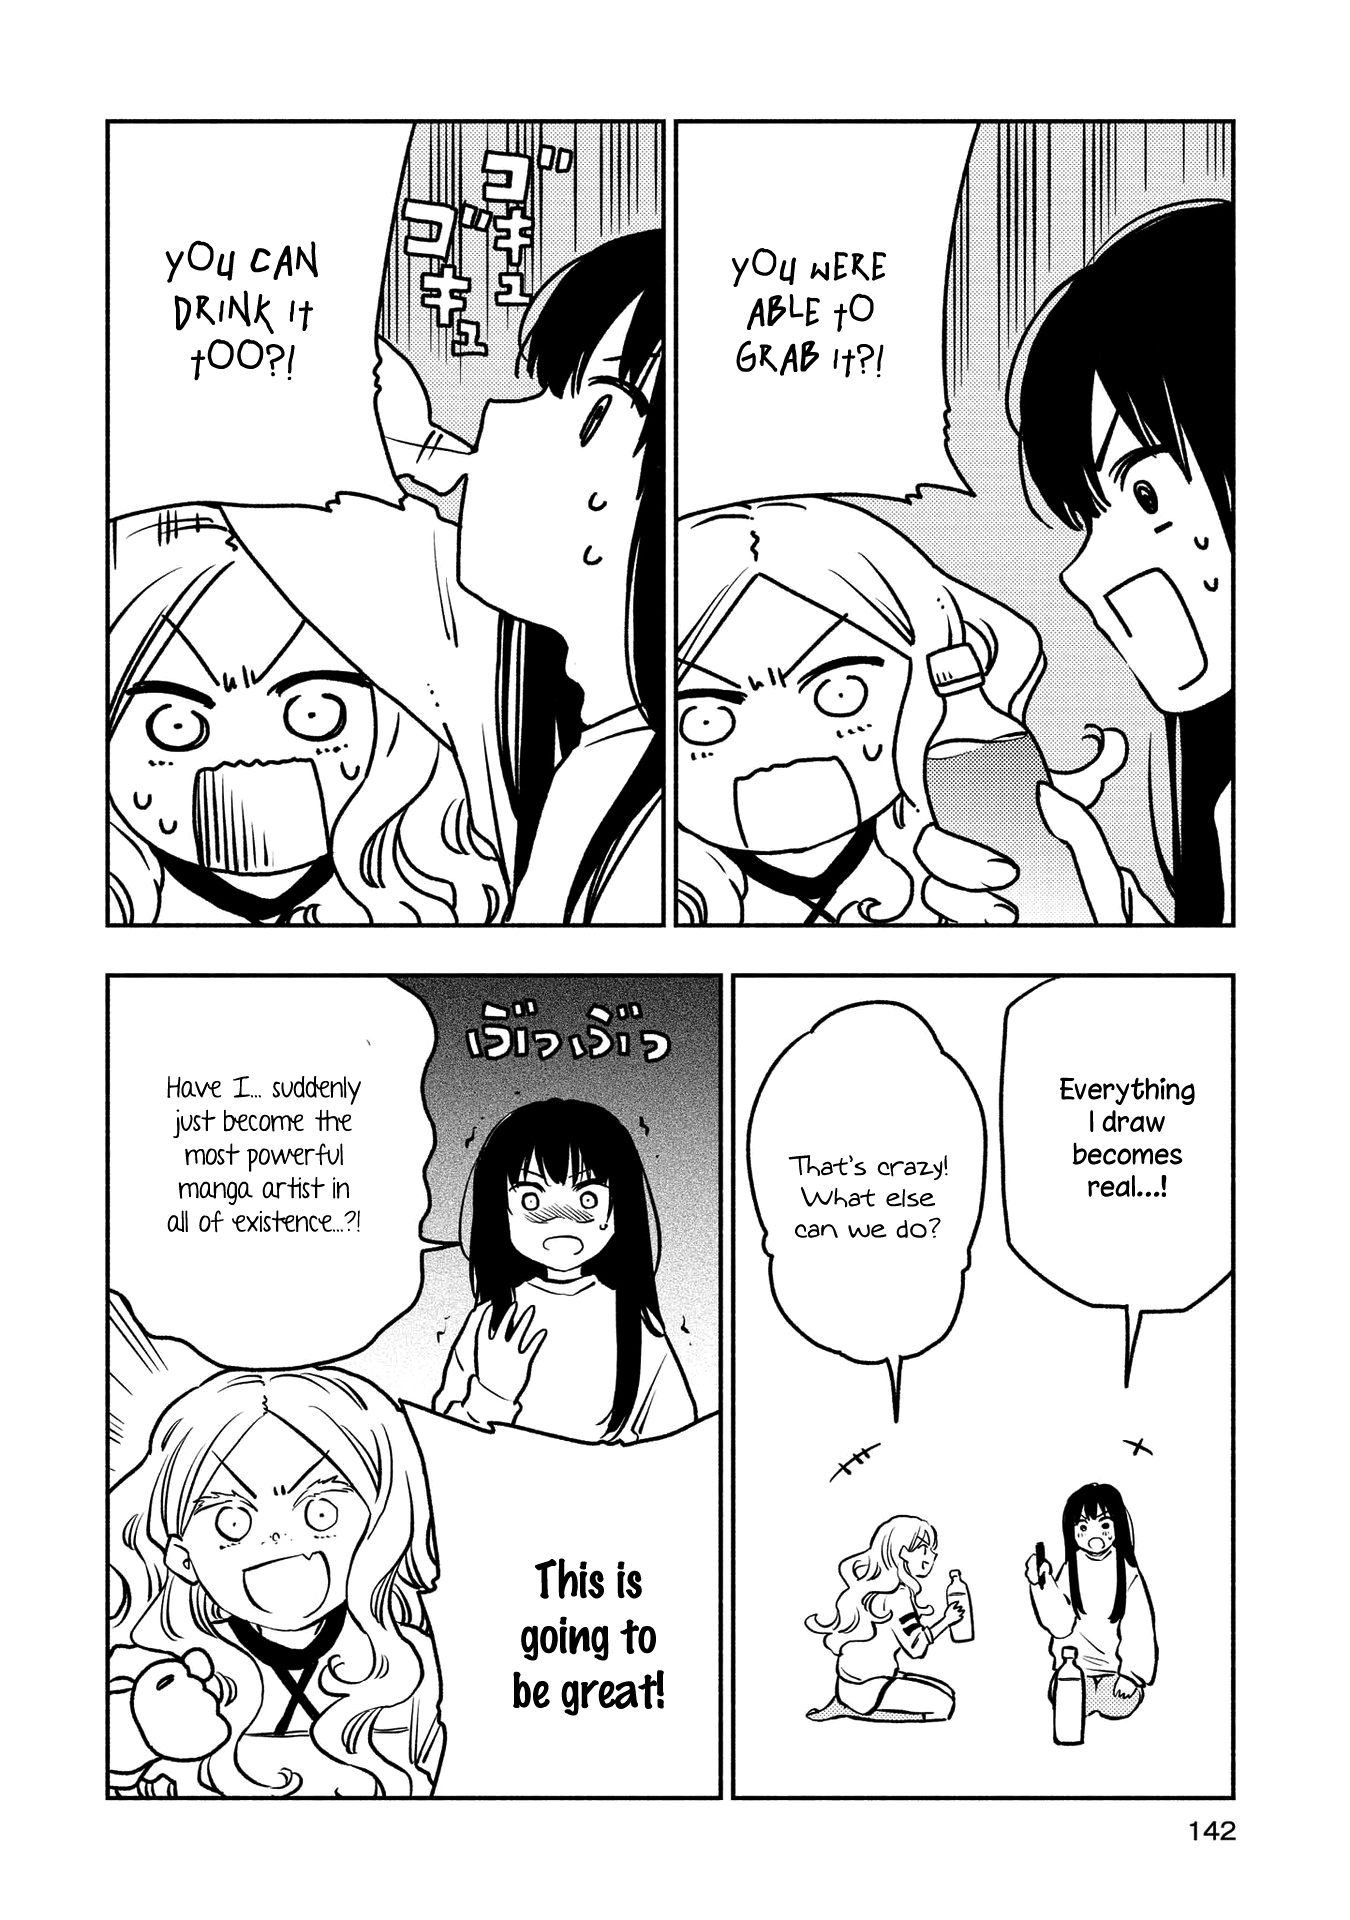 YOU WERE
ABLE TO
GRAB IT?!
ゴキュ
ゴキュ
YOU CAN
DRINK IT
TOO?!
Everything
I draw
becomes
real...!
That's crazy!
What else
can we do?
ぶっぶっ
Have I... suddenly
just become the
most powerful
manga artist in
all of existence...?!
This is
going to
be great!
142